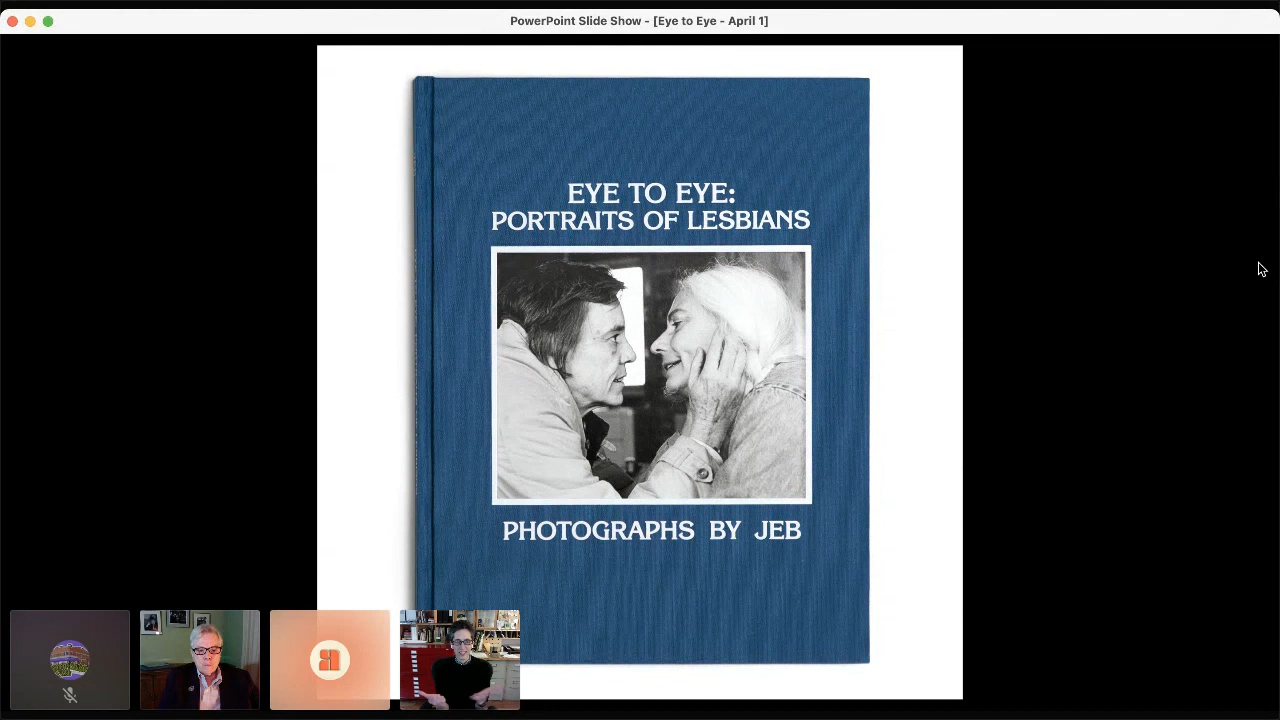 PowerPoint Slide Show - [Eye to Eye - April 1]
EYE TO EYE:
PORTRAITS OF LESBIANS
PHOTOGRAPHS BY JEB